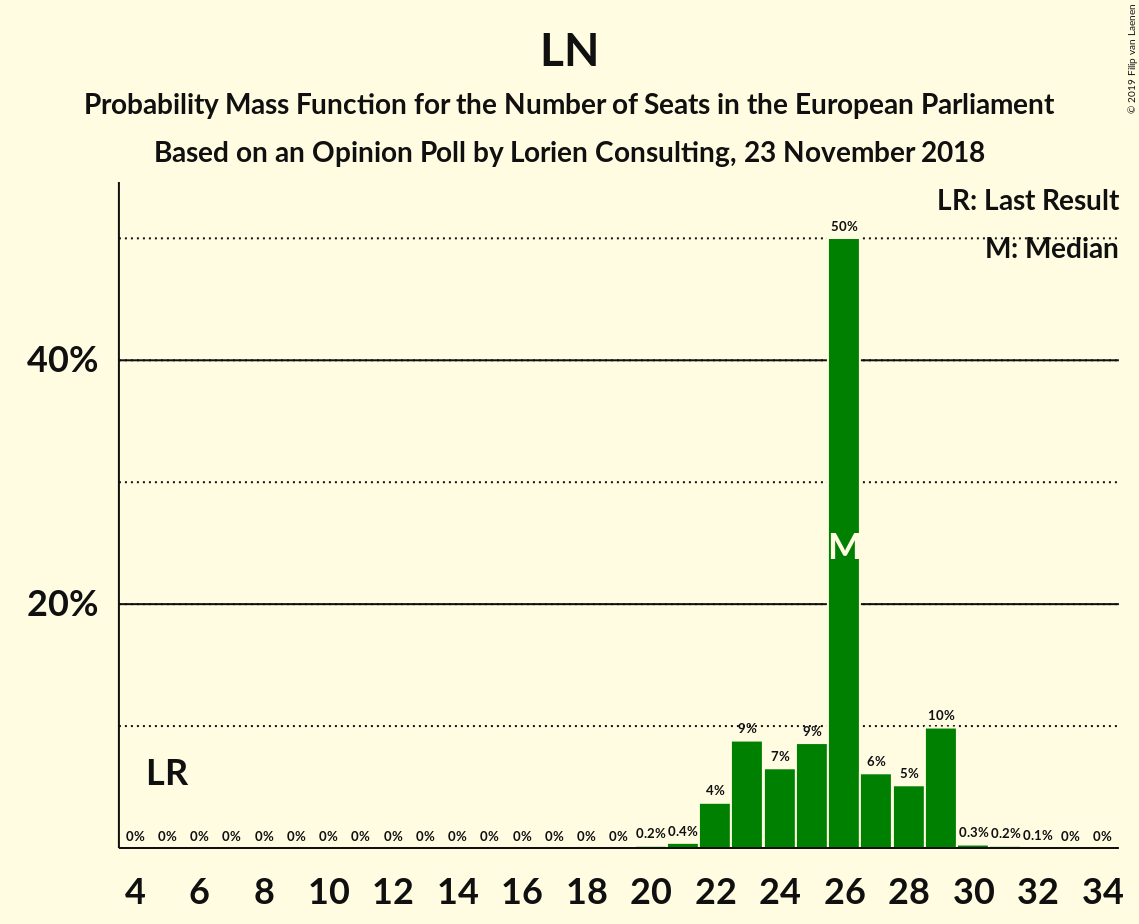 LN
Probability Mass Function for the Number of Seats in the European Parliament
Based on an Opinion Poll by Lorien Consulting, 23 November 2018
© 2019 Filip van Laenen
LR: Last Result
M: Median
50%
40%
M
20%
10%
9% 9%
7% 6%
5%
LR
4%
0% 0% 0% 0% 0% 0% 0% 0% 0% 0% 0% 0% 0% 0% 0% 0% 0.2% 0.4% 0.3% 0.2% 0.1% 0% 0%
4 6 8 10 12 14 16 18 20 22 24 26 28 30 32 34